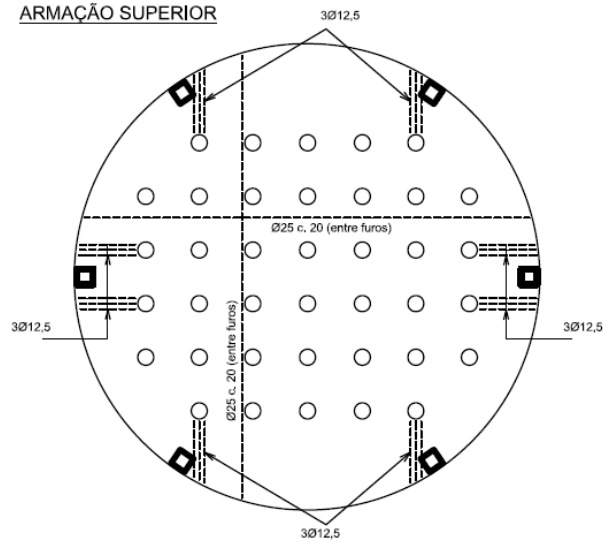 ARMAÇÃO SUPERIOR
3Ø12,5
Ø25 c. 20 (entre furos)
Ø25 c. 20 (entre furos)
3Ø12,5
3Ø12,5
3Ø12,5